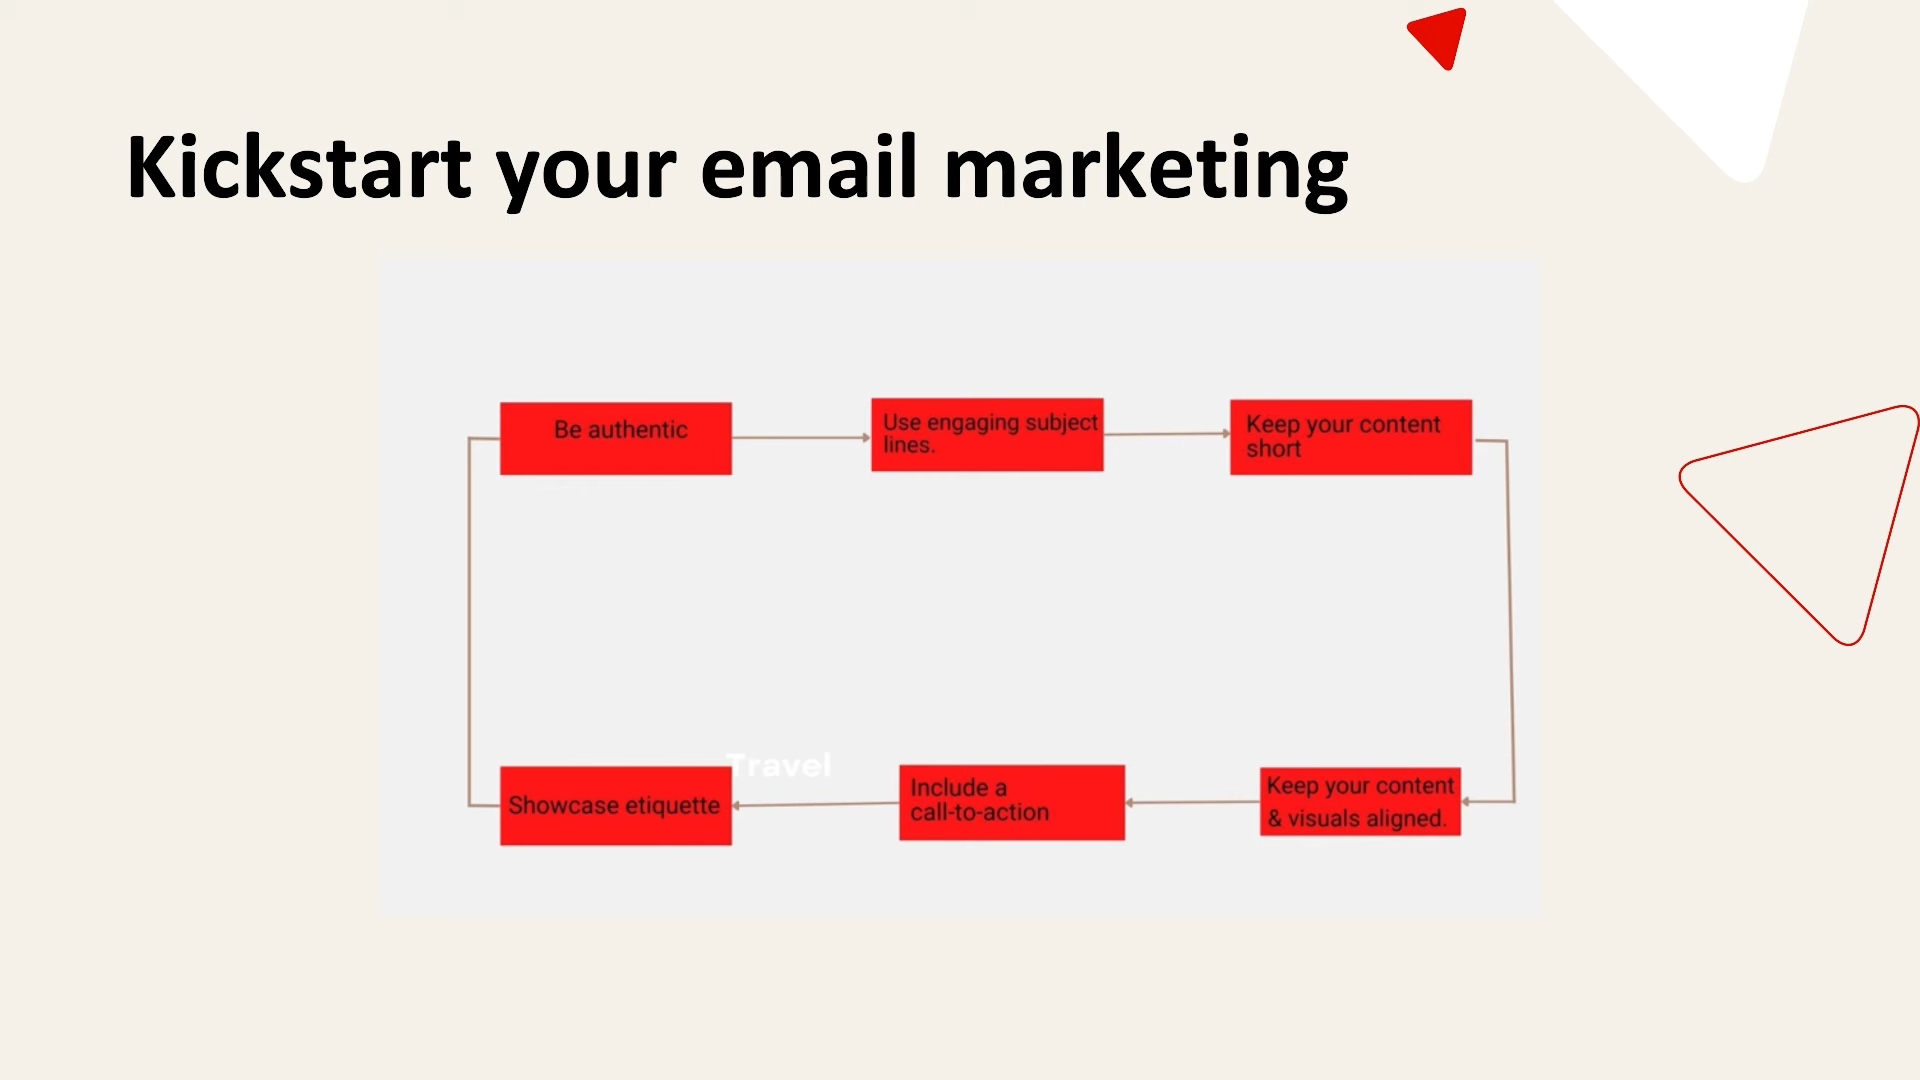 Kickstart your email marketing
Be authentic
Use engaging subject
lines.
Keep your content
short
Travel
Showcase etiquette
Include a
call-to-action
Keep your content
& visuals aligned.